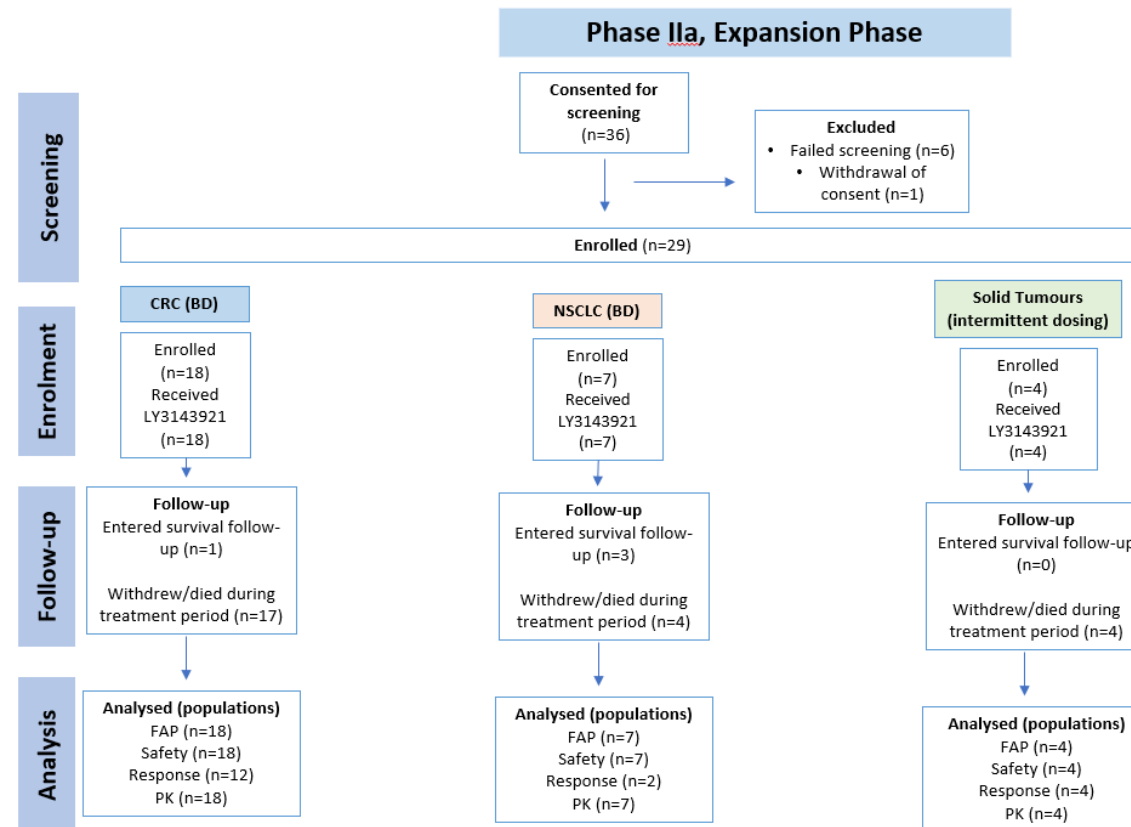 Phase IIa, Expansion Phase
Screening
Consented for
screening
(n=36)
Excluded
• Failed screening (n=6)
• Withdrawal of
consent (n=1)
Enrolled (n=29)
Enrolment
CRC (BD)
Enrolled
(n=18)
Received
LY3143921
(n=18)
NSCLC (BD)
Enrolled
(n=7)
Received
LY3143921
(n=7)
Solid Tumours
(intermittent dosing)
Enrolled
(n=4)
Received
LY3143921
(n=4)
Follow-up
Follow-up
Entered survival follow-
up (n=1)
Withdrew/died during
treatment period (n=17)
Follow-up
Entered survival follow-
up (n=3)
Withdrew/died during
treatment period (n=4)
Follow-up
Entered survival follow-up
(n=0)
Withdrew/died during
treatment period (n=4)
Analysis
Analysed (populations)
FAP (n=18)
Safety (n=18)
Response (n=12)
PK (n=18)
Analysed (populations)
FAP (n=7)
Safety (n=7)
Response (n=2)
PK (n=7)
Analysed (populations)
FAP (n=4)
Safety (n=4)
Response (n=4)
PK (n=4)